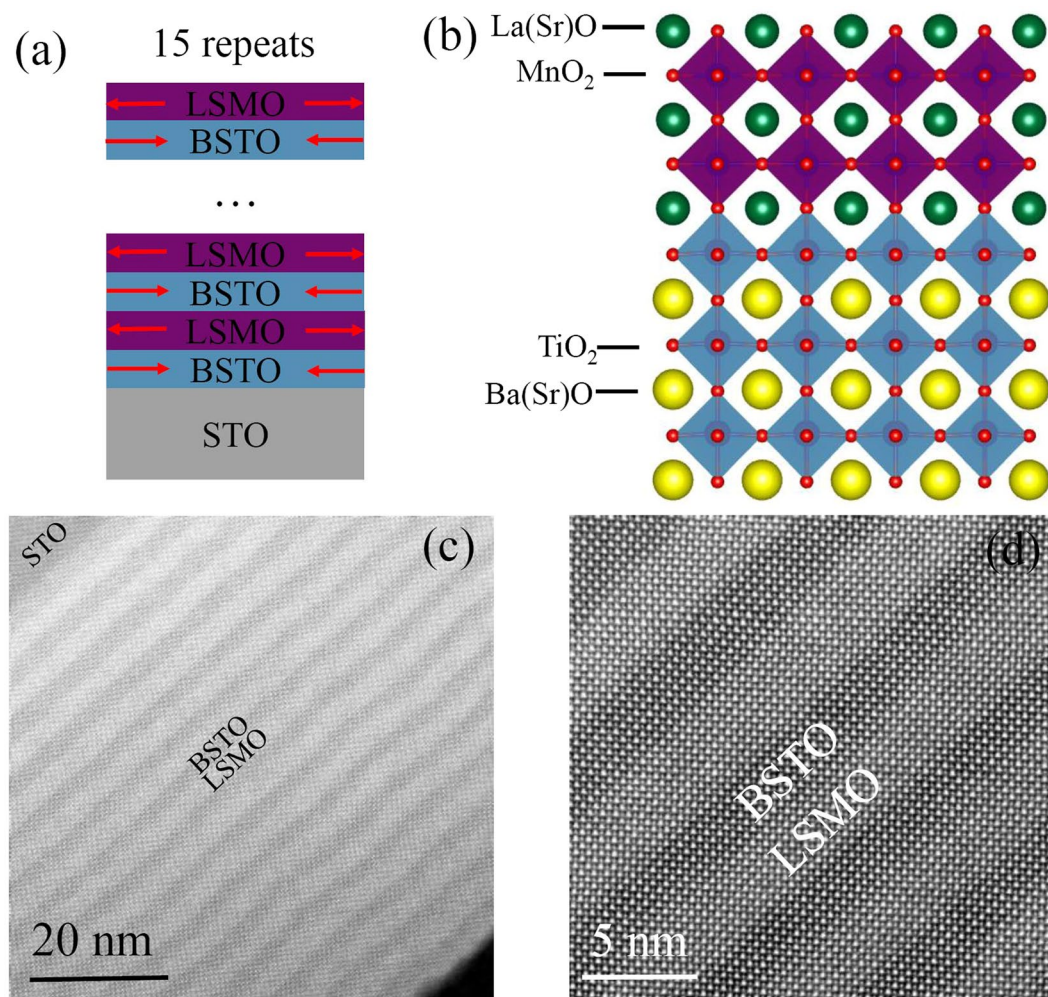 (a)
15 repeats
LSMO
BSTO
...
LSMO
BSTO
LSMO
BSTO
STO
(b)
La(Sr)O
MnO₂
TiO₂
Ba(Sr)O
(c)
STO
BSTO
LSMO
20 nm
(d)
BSTO
LSMO
5 nm